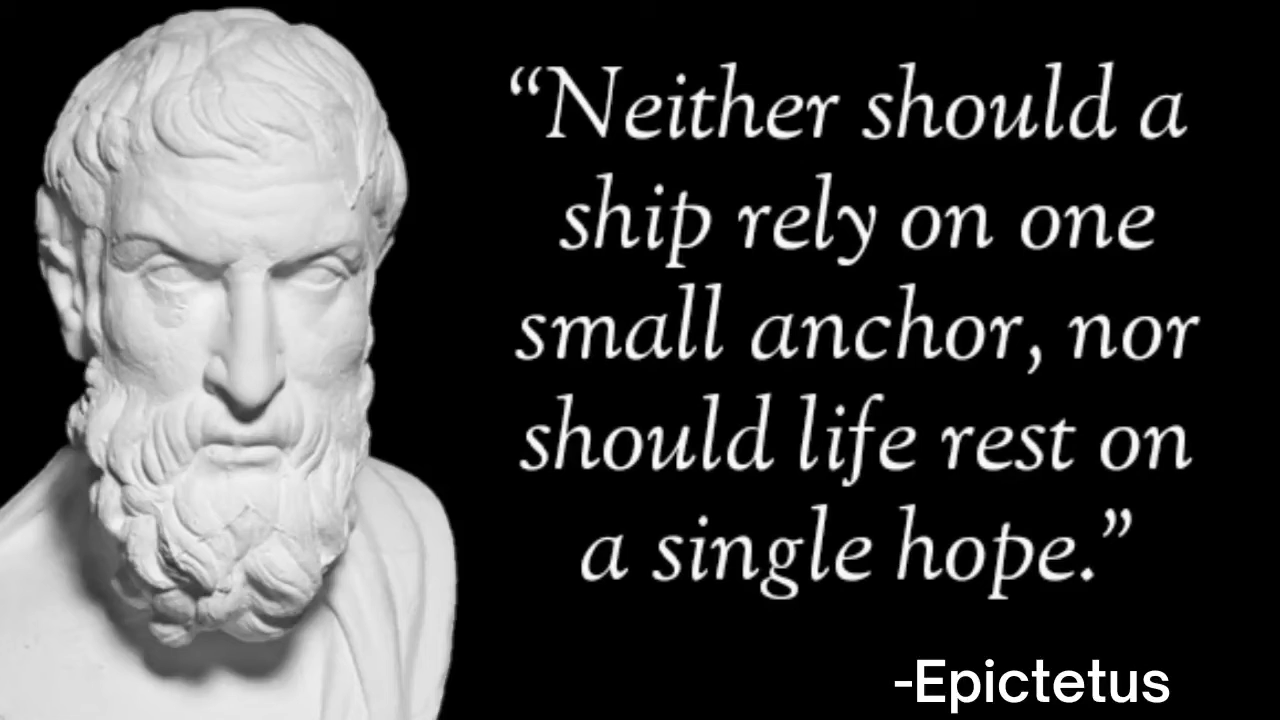 “Neither should a
ship rely on one
small anchor, nor
should life rest on
a single hope.”
-Epictetus